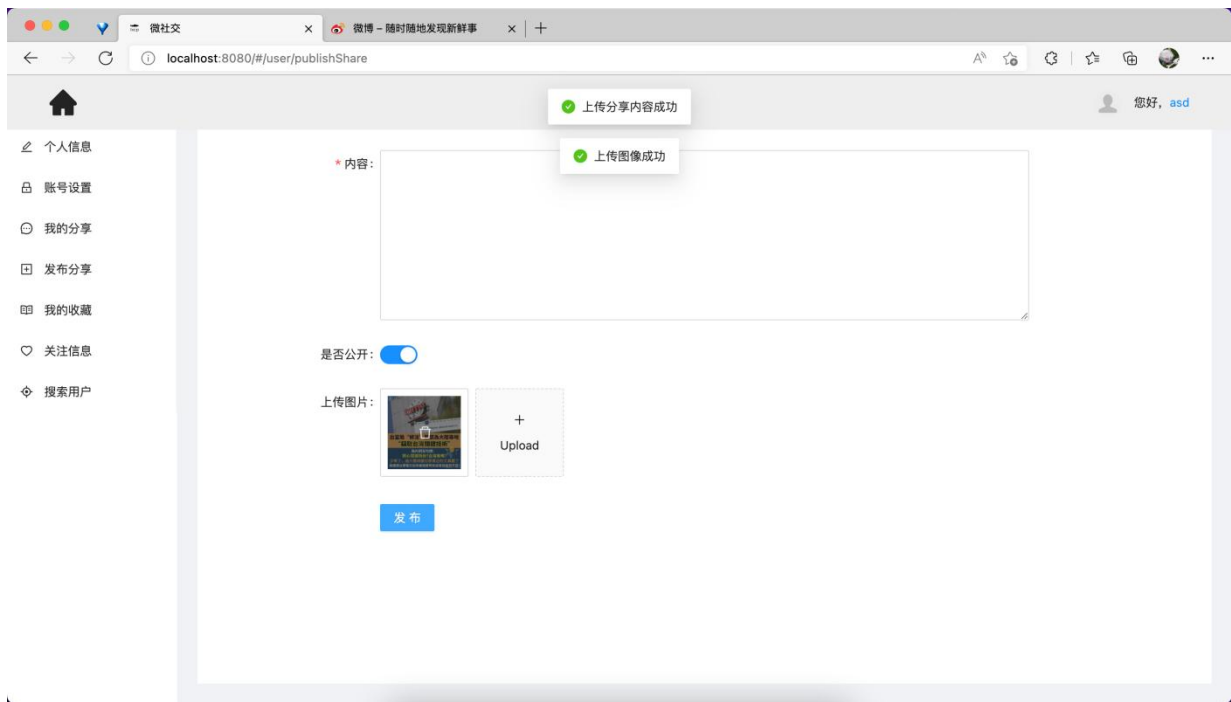 微社交
微博 – 随时随地发现新鲜事
localhost:8080/#/user/publishShare
上传分享内容成功
您好，asd
上传图像成功
个人信息
* 内容:
账号设置
我的分享
发布分享
我的收藏
关注信息
是否公开:
搜索用户
上传图片:
+
Upload
发 布